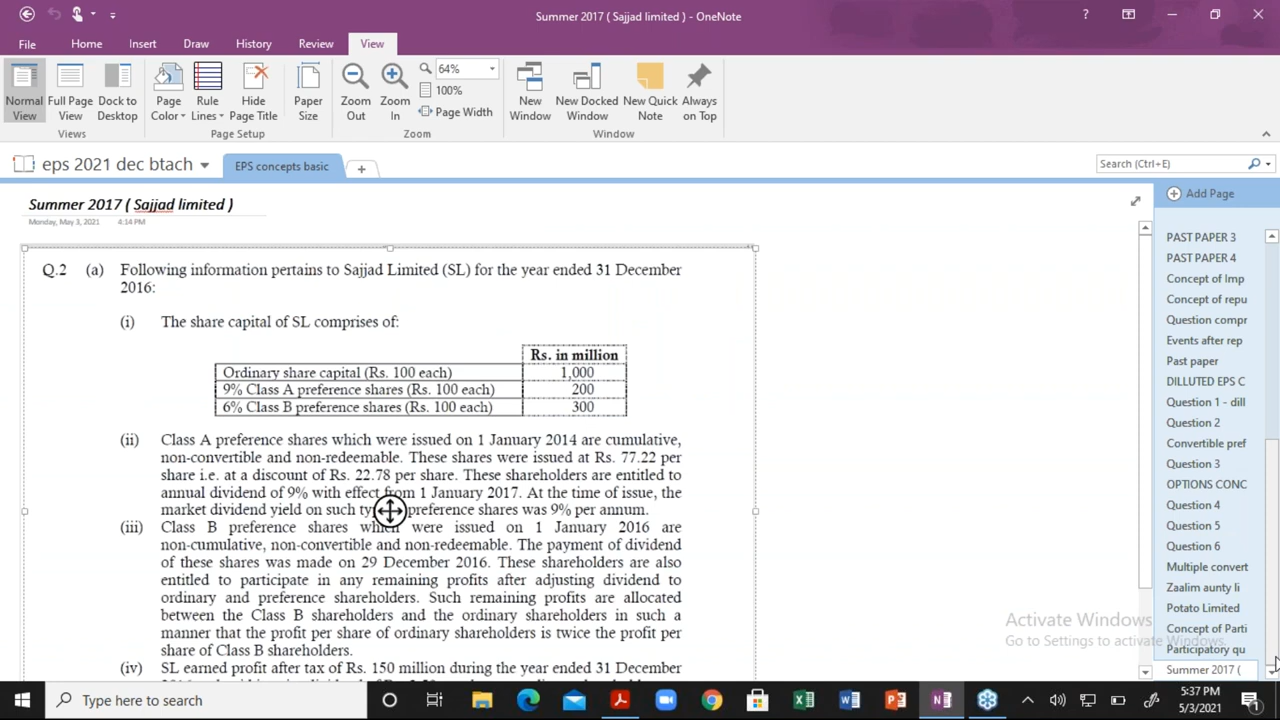 Summer 2017 ( Sajjad limited ) - OneNote
?
File Home Insert Draw History Review View
64%
100%
Page Width
Normal View
Full Page View
Dock to Desktop
Page Color
Rule Lines
Hide Page Title
Paper Size
Zoom Out
Zoom In
New Window
New Docked Window
New Quick Note
Always on Top
Views
Page Setup
Zoom
Window
eps 2021 dec btach
EPS concepts basic
+
Search (Ctrl+E)
Summer 2017 ( Sajjad limited )
Monday, May 3, 2021 4:14 PM
Q.2 (a) Following information pertains to Sajjad Limited (SL) for the year ended 31 December
2016:
(i) The share capital of SL comprises of:
Rs. in million
Ordinary share capital (Rs. 100 each) 1,000
9% Class A preference shares (Rs. 100 each) 200
6% Class B preference shares (Rs. 100 each) 300
(ii) Class A preference shares which were issued on 1 January 2014 are cumulative,
non-convertible and non-redeemable. These shares were issued at Rs. 77.22 per
share i.e. at a discount of Rs. 22.78 per share. These shareholders are entitled to
annual dividend of 9% with effect from 1 January 2017. At the time of issue, the
market dividend yield on such preference shares was 9% per annum.
(iii) Class B preference shares which were issued on 1 January 2016 are
non-cumulative, non-convertible and non-redeemable. The payment of dividend
of these shares was made on 29 December 2016. These shareholders are also
entitled to participate in any remaining profits after adjusting dividend to
ordinary and preference shareholders. Such remaining profits are allocated
between the Class B shareholders and the ordinary shareholders in such a
manner that the profit per share of ordinary shareholders is twice the profit per
share of Class B shareholders.
(iv) SL earned profit after tax of Rs. 150 million during the year ended 31 December
Add Page
PAST PAPER 3
PAST PAPER 4
Concept of Imp
Concept of repu
Question compr
Events after rep
Past paper
DILLUTED EPS C
Question 1 - dill
Question 2
Convertible pref
Question 3
OPTIONS CONC
Question 4
Question 5
Question 6
Multiple convert
Zaalim aunty li
Potato Limited
Concept of Parti
Participatory qu
Summer 2017 (
Activate Windows
Go to Settings to activate Windows.
Type here to search
5:37 PM
5/3/2021
1